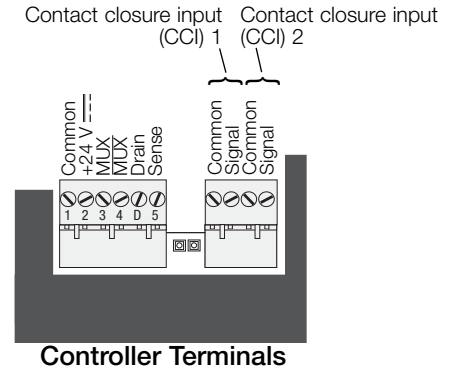 Contact closure input (CCI) 1
Contact closure input (CCI) 2
Common
+24 V
MUX
MUX
Drain
Sense
Common
Signal
Common
Signal
1 2 3 4 D 5
Controller Terminals